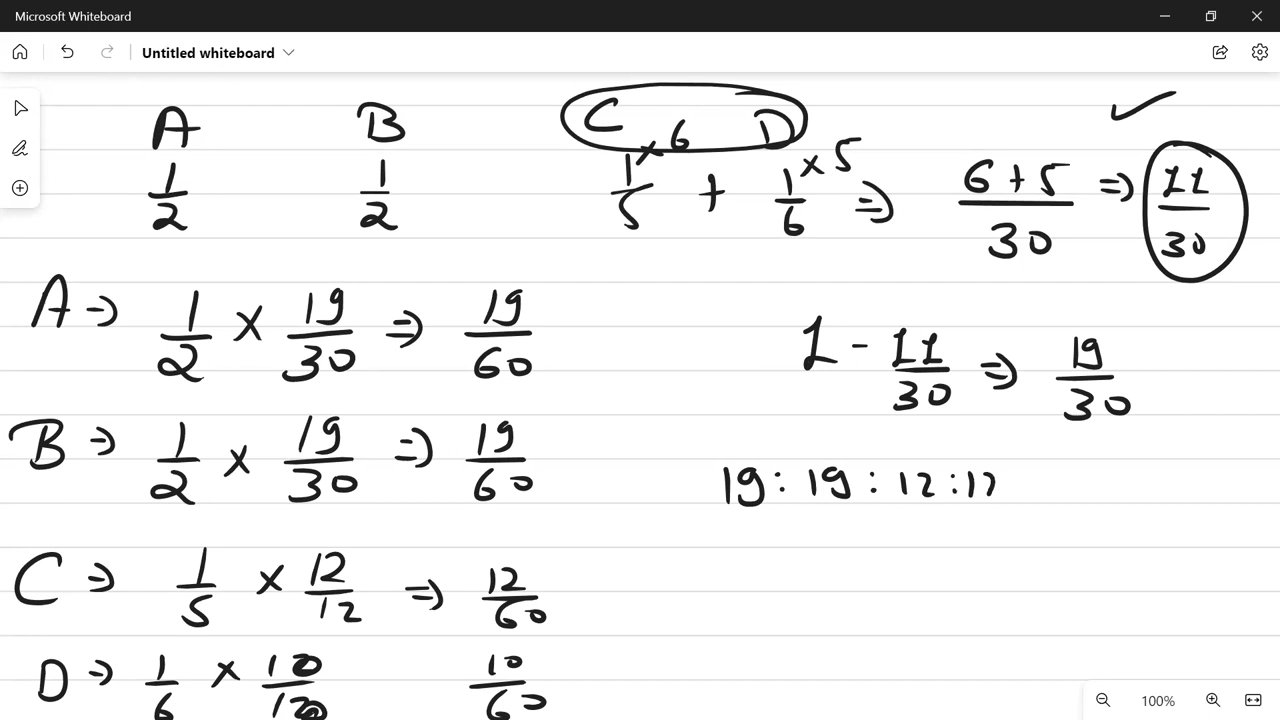 Microsoft Whiteboard
Untitled whiteboard
A B C D
1/2 1/2 1/5 ×6 + 1/6 ×5 => 6+5/30 => 11/30
A => 1/2 × 19/30 => 19/60
1 - 11/30 => 19/30
B => 1/2 × 19/30 => 19/60
19 : 19 : 12 : 12
C => 1/5 × 12/12 => 12/60
D => 1/6 × 10/10 10/60
100%